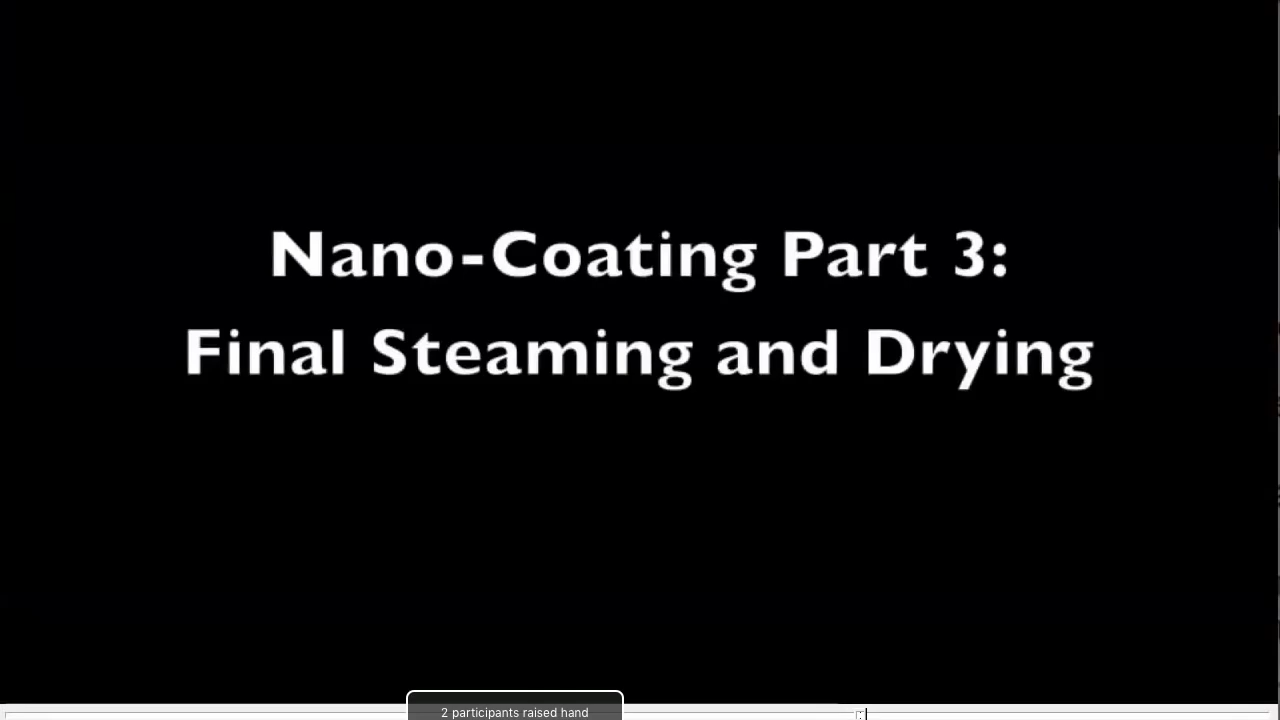 Nano-Coating Part 3:
Final Steaming and Drying
2 participants raised hand